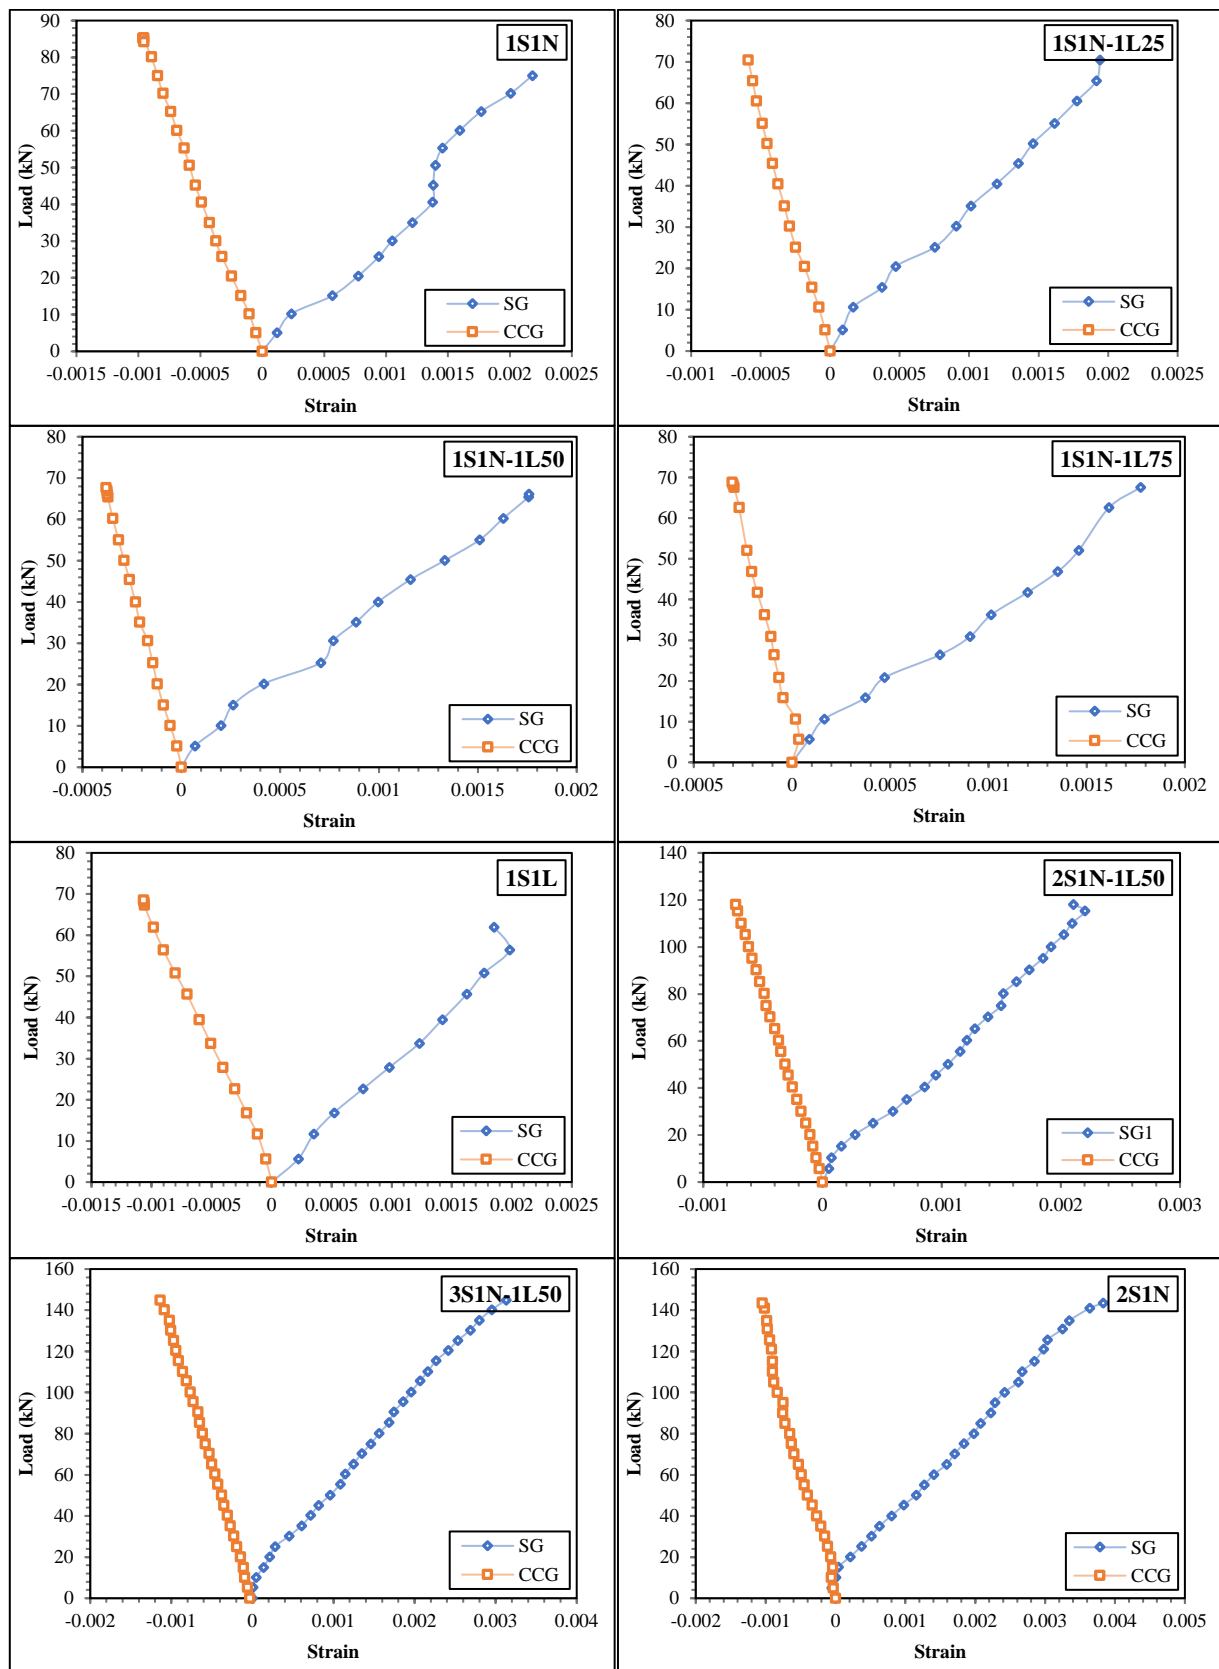 1S1N
Load (kN)
90
80
70
60
50
40
30
20
10
0
-0.0015 -0.001 -0.0005 0 0.0005 0.001 0.0015 0.002 0.0025
Strain
SG
CCG
1S1N-1L25
Load (kN)
80
70
60
50
40
30
20
10
0
-0.001 -0.0005 0 0.0005 0.001 0.0015 0.002 0.0025
Strain
SG
CCG
1S1N-1L50
Load (kN)
80
70
60
50
40
30
20
10
0
-0.0005 0 0.0005 0.001 0.0015 0.002
Strain
SG
CCG
1S1N-1L75
Load (kN)
80
70
60
50
40
30
20
10
0
-0.0005 0 0.0005 0.001 0.0015 0.002
Strain
SG
CCG
1S1L
Load (kN)
80
70
60
50
40
30
20
10
0
-0.0015 -0.001 -0.0005 0 0.0005 0.001 0.0015 0.002 0.0025
Strain
SG
CCG
2S1N-1L50
Load (kN)
140
120
100
80
60
40
20
0
-0.001 0 0.001 0.002 0.003
Strain
SG1
CCG
3S1N-1L50
Load (kN)
160
140
120
100
80
60
40
20
0
-0.002 -0.001 0 0.001 0.002 0.003 0.004
Strain
SG
CCG
2S1N
Load (kN)
160
140
120
100
80
60
40
20
0
-0.002 -0.001 0 0.001 0.002 0.003 0.004 0.005
Strain
SG
CCG